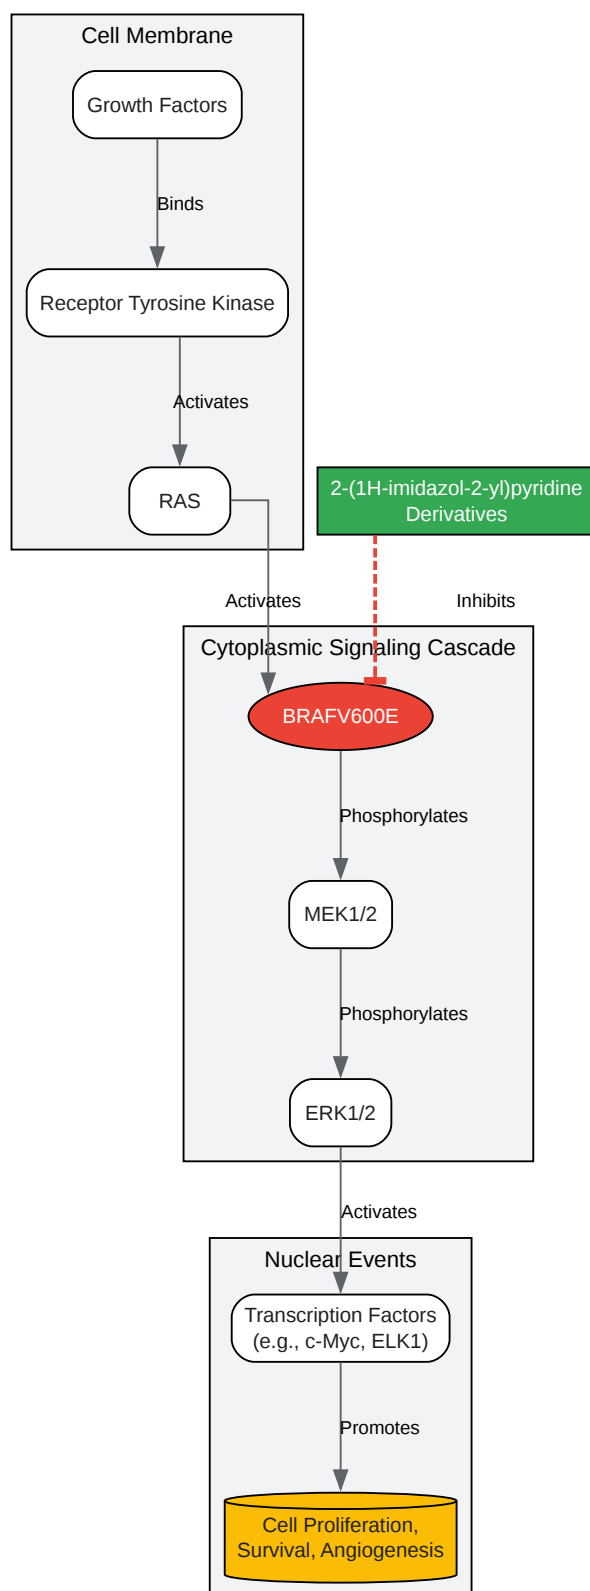 Cell Membrane
Growth Factors
Binds
Receptor Tyrosine Kinase
Activates
RAS
2-(1H-imidazol-2-yl)pyridine
Derivatives
Activates
Inhibits
Cytoplasmic Signaling Cascade
BRAFV600E
Phosphorylates
MEK1/2
Phosphorylates
ERK1/2
Activates
Nuclear Events
Transcription Factors
(e.g., c-Myc, ELK1)
Promotes
Cell Proliferation,
Survival, Angiogenesis